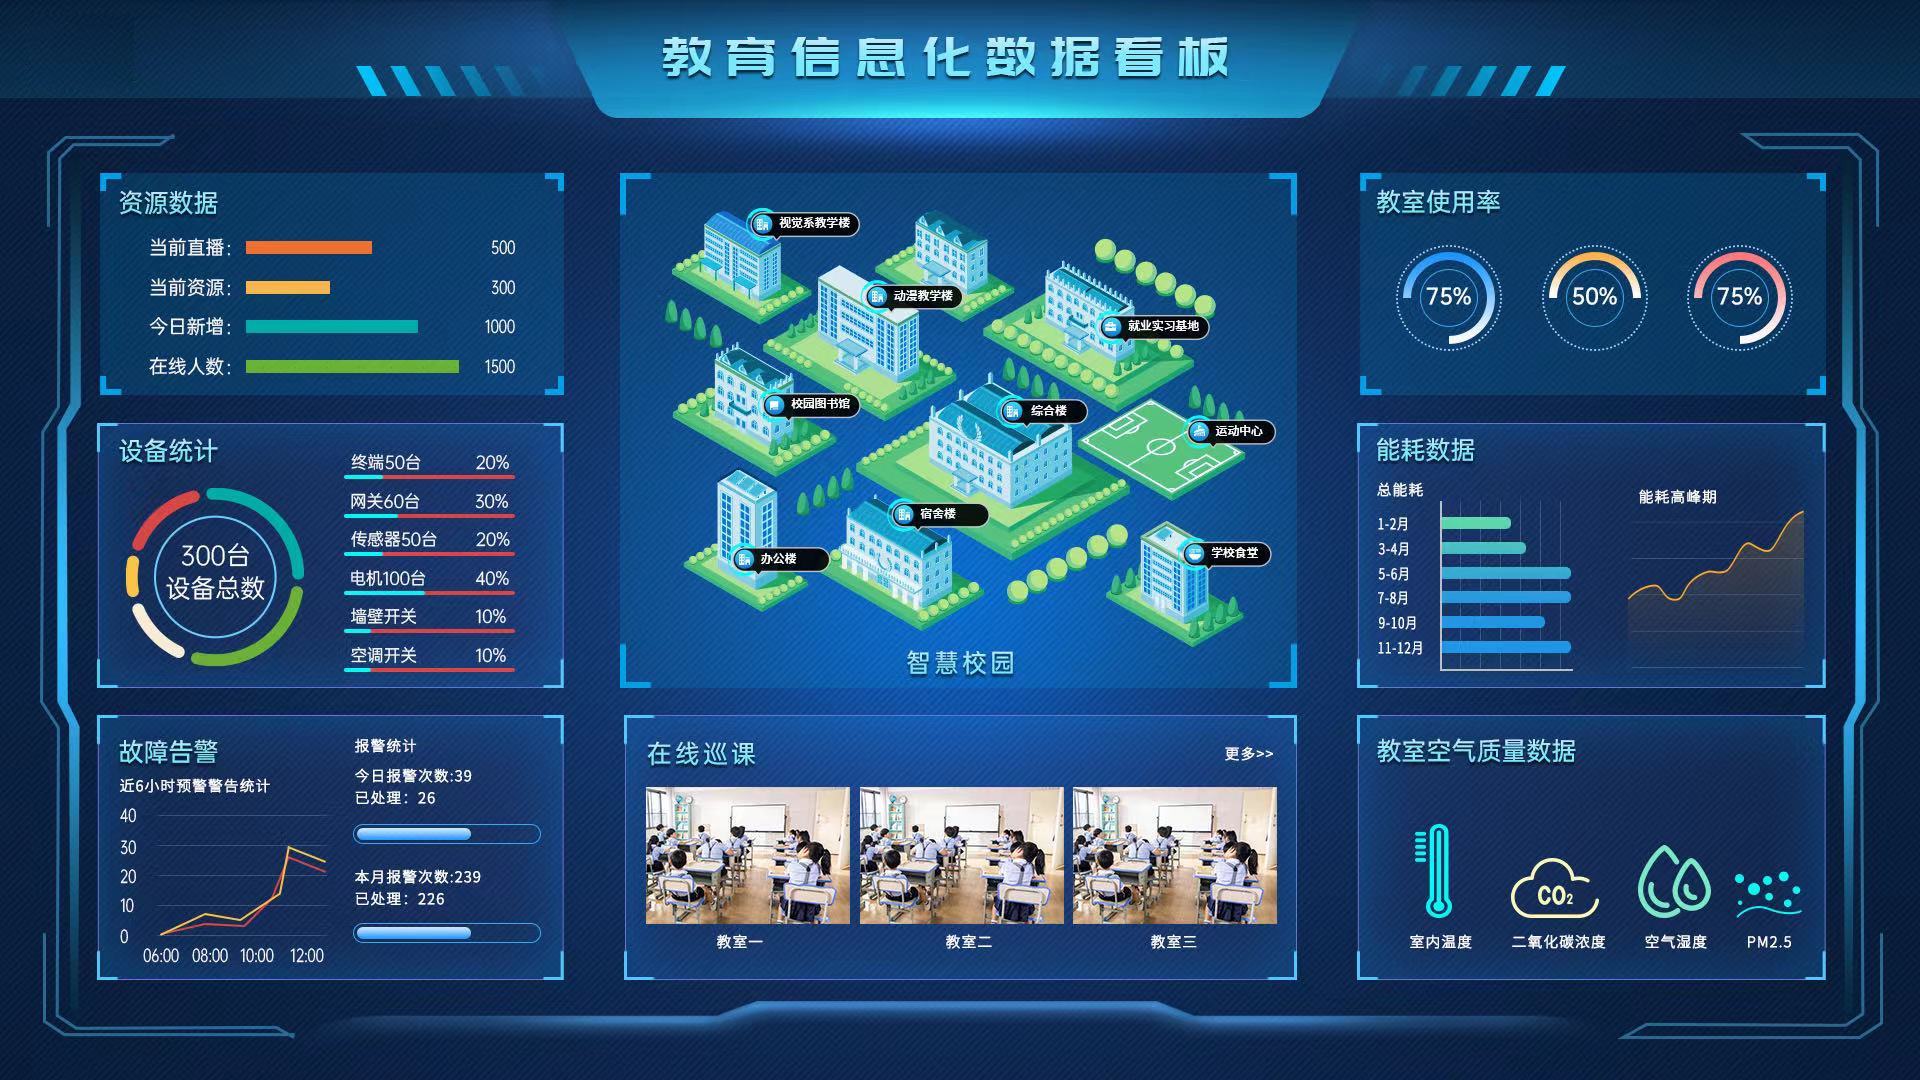 教育信息化数据看板
资源数据
当前直播： 500
当前资源： 300
今日新增： 1000
在线人数： 1500
设备统计
300台
设备总数
终端50台 20%
网关60台 30%
传感器50台 20%
电机100台 40%
墙壁开关 10%
空调开关 10%
故障告警
近6小时预警警告统计
40
30
20
10
0
06:00 08:00 10:00 12:00
报警统计
今日报警次数:39
已处理：26
本月报警次数:239
已处理：226
视觉系教学楼
动漫教学楼
就业实习基地
校园图书馆
综合楼
运动中心
宿舍楼
办公楼
学校食堂
智慧校园
在线巡课
更多>>
教室一
教室二
教室三
教室使用率
75%
50%
75%
能耗数据
总能耗
1-2月
3-4月
5-6月
7-8月
9-10月
11-12月
能耗高峰期
教室空气质量数据
CO₂
室内温度
二氧化碳浓度
空气湿度
PM2.5